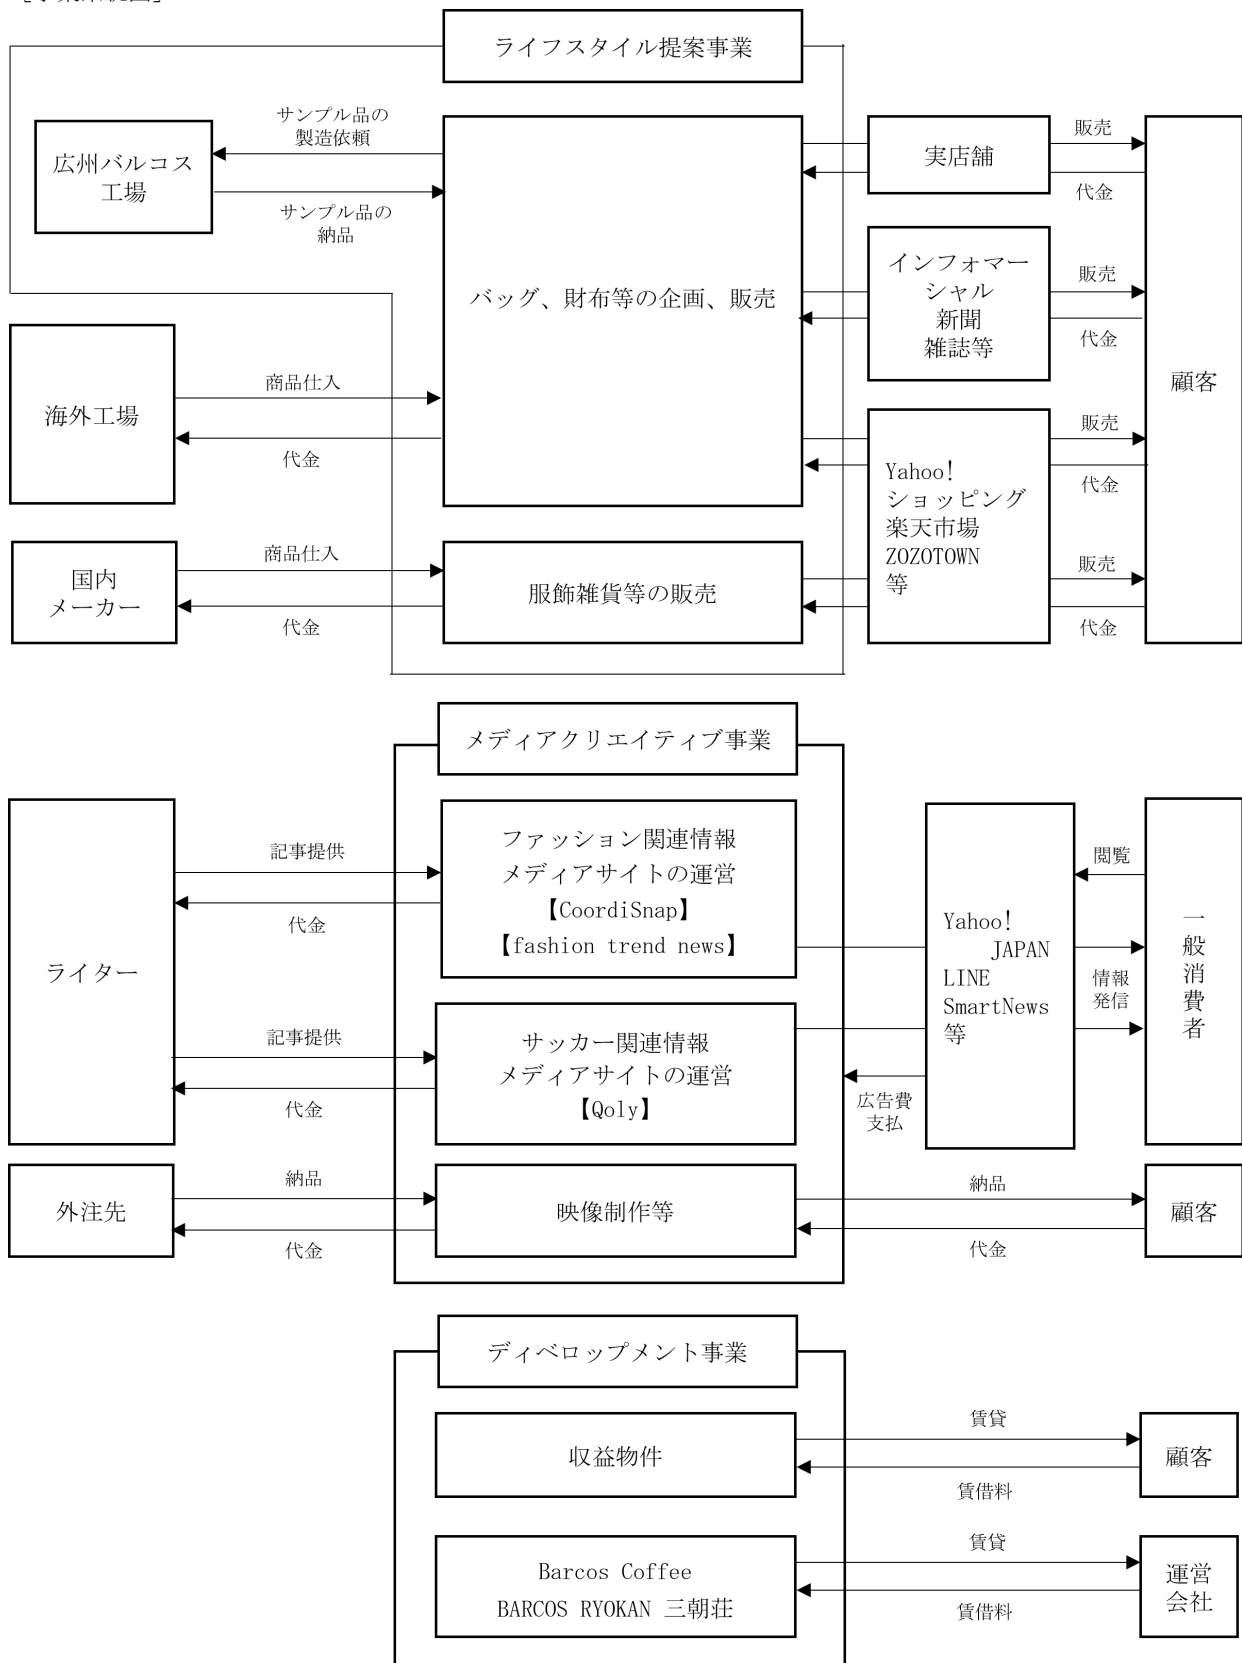 ［事業系統図］
ライフスタイル提案事業
サンプル品の
製造依頼
広州バルコス
工場
サンプル品の
納品
バッグ、財布等の企画、販売
実店舗
販売
代金
インフォマー
シャル
新聞
雑誌等
販売
代金
顧客
海外工場
商品仕入
代金
Yahoo!
ショッピング
楽天市場
ZOZOTOWN
等
販売
代金
国内
メーカー
商品仕入
代金
服飾雑貨等の販売
販売
代金
メディアクリエイティブ事業
ライター
記事提供
代金
ファッション関連情報
メディアサイトの運営
【CoordiSnap】
【fashion trend news】
Yahoo!
JAPAN
LINE
SmartNews
等
閲覧
情報
発信
一般消費者
記事提供
代金
サッカー関連情報
メディアサイトの運営
【Qoly】
広告費
支払
外注先
納品
代金
映像制作等
納品
代金
顧客
ディベロップメント事業
収益物件
賃貸
賃借料
顧客
Barcos Coffee
BARCOS RYOKAN 三朝荘
賃貸
賃借料
運営
会社